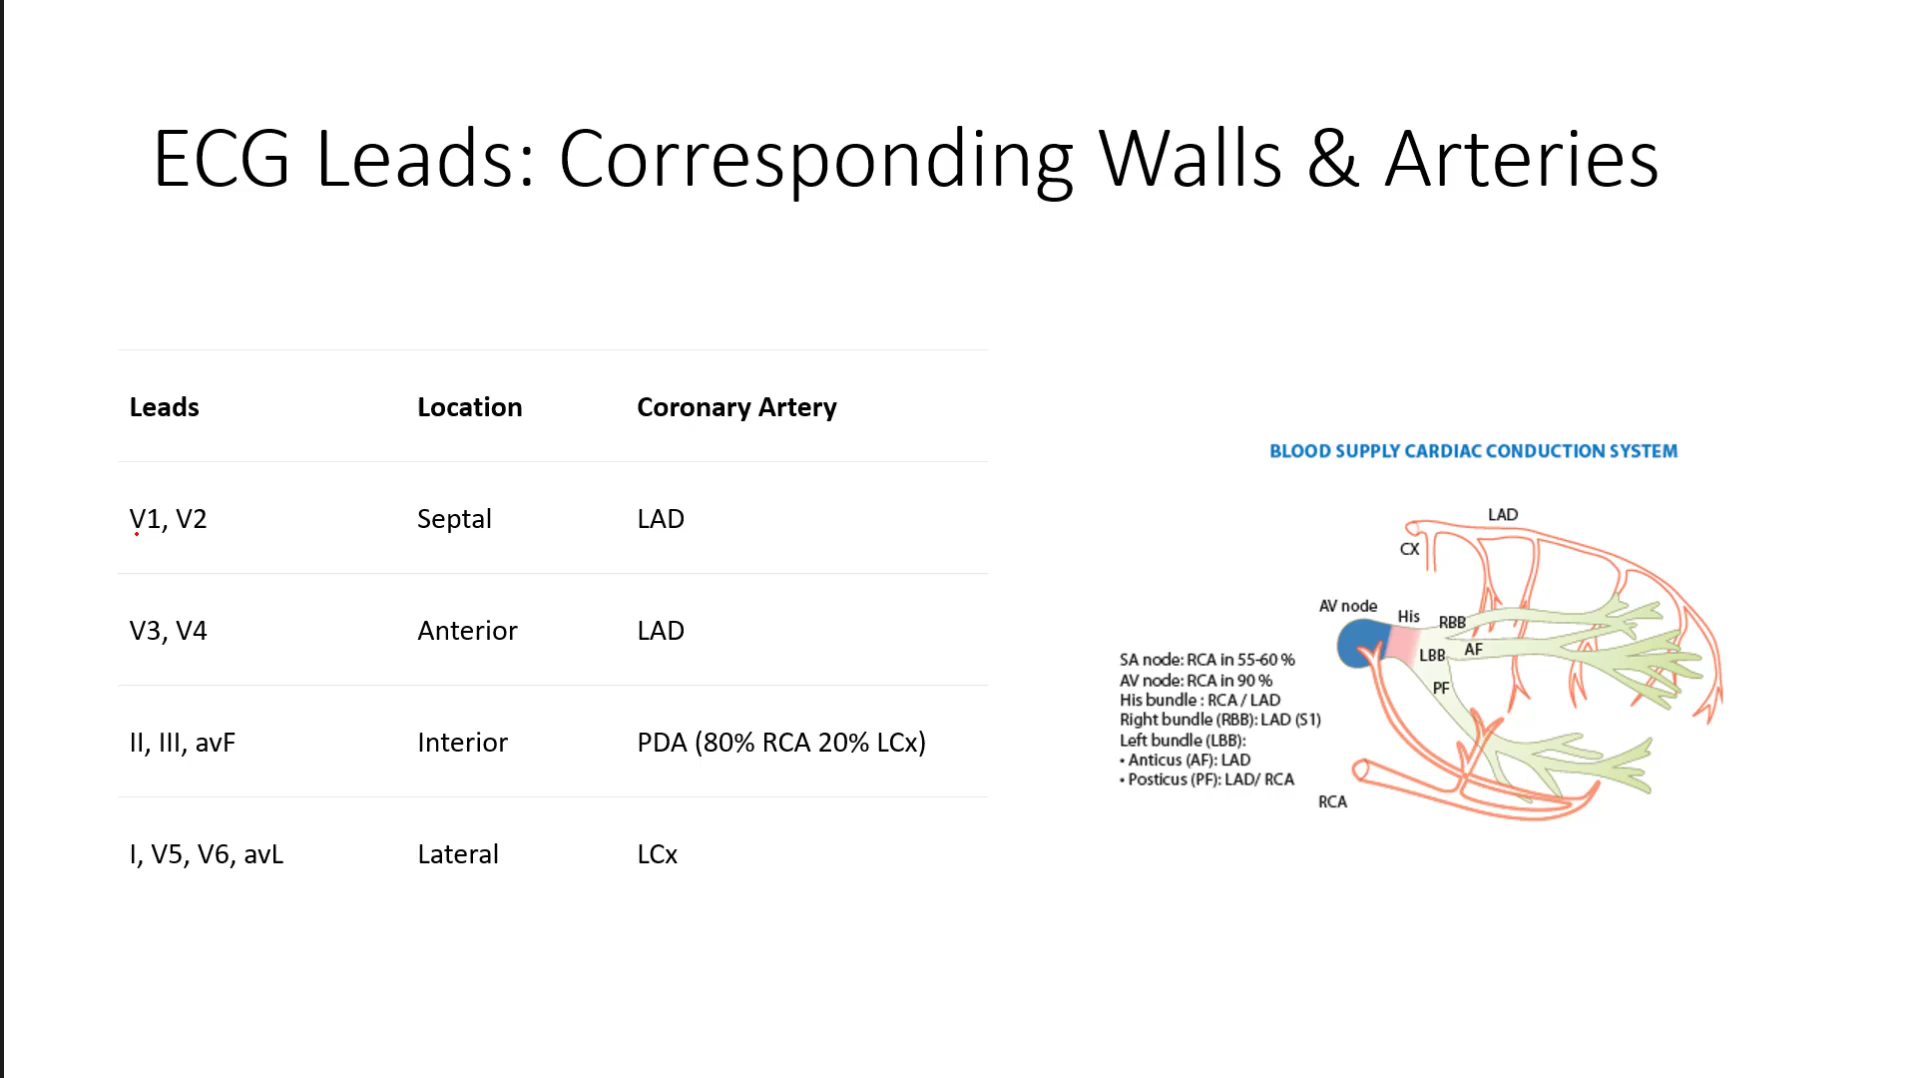 ECG Leads: Corresponding Walls & Arteries
Leads Location Coronary Artery
V1, V2 Septal LAD
V3, V4 Anterior LAD
II, III, avF Interior PDA (80% RCA 20% LCx)
I, V5, V6, avL Lateral LCx
BLOOD SUPPLY CARDIAC CONDUCTION SYSTEM
LAD
CX
AV node
His
RBB
LBB
AF
PF
SA node: RCA in 55-60 %
AV node: RCA in 90 %
His bundle : RCA / LAD
Right bundle (RBB): LAD (S1)
Left bundle (LBB):
• Anticus (AF): LAD
• Posticus (PF): LAD/ RCA
RCA